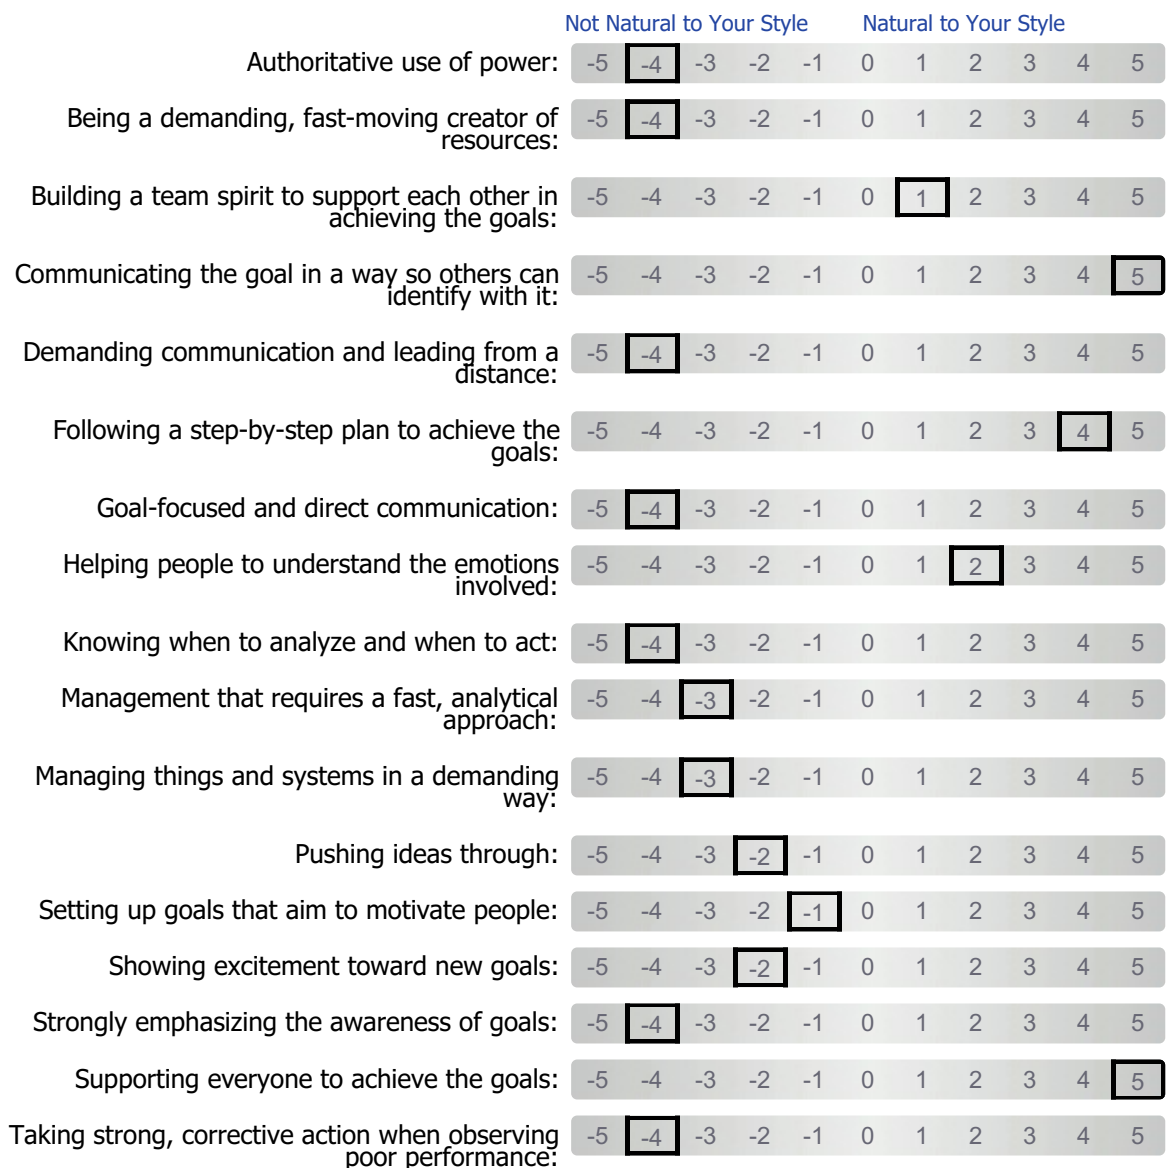 Not Natural to Your Style Natural to Your Style
Authoritative use of power: -5 -4 -3 -2 -1 0 1 2 3 4 5
Being a demanding, fast-moving creator of
resources: -5 -4 -3 -2 -1 0 1 2 3 4 5
Building a team spirit to support each other in
achieving the goals: -5 -4 -3 -2 -1 0 1 2 3 4 5
Communicating the goal in a way so others can
identify with it: -5 -4 -3 -2 -1 0 1 2 3 4 5
Demanding communication and leading from a
distance: -5 -4 -3 -2 -1 0 1 2 3 4 5
Following a step-by-step plan to achieve the
goals: -5 -4 -3 -2 -1 0 1 2 3 4 5
Goal-focused and direct communication: -5 -4 -3 -2 -1 0 1 2 3 4 5
Helping people to understand the emotions
involved: -5 -4 -3 -2 -1 0 1 2 3 4 5
Knowing when to analyze and when to act: -5 -4 -3 -2 -1 0 1 2 3 4 5
Management that requires a fast, analytical
approach: -5 -4 -3 -2 -1 0 1 2 3 4 5
Managing things and systems in a demanding
way: -5 -4 -3 -2 -1 0 1 2 3 4 5
Pushing ideas through: -5 -4 -3 -2 -1 0 1 2 3 4 5
Setting up goals that aim to motivate people: -5 -4 -3 -2 -1 0 1 2 3 4 5
Showing excitement toward new goals: -5 -4 -3 -2 -1 0 1 2 3 4 5
Strongly emphasizing the awareness of goals: -5 -4 -3 -2 -1 0 1 2 3 4 5
Supporting everyone to achieve the goals: -5 -4 -3 -2 -1 0 1 2 3 4 5
Taking strong, corrective action when observing
poor performance: -5 -4 -3 -2 -1 0 1 2 3 4 5